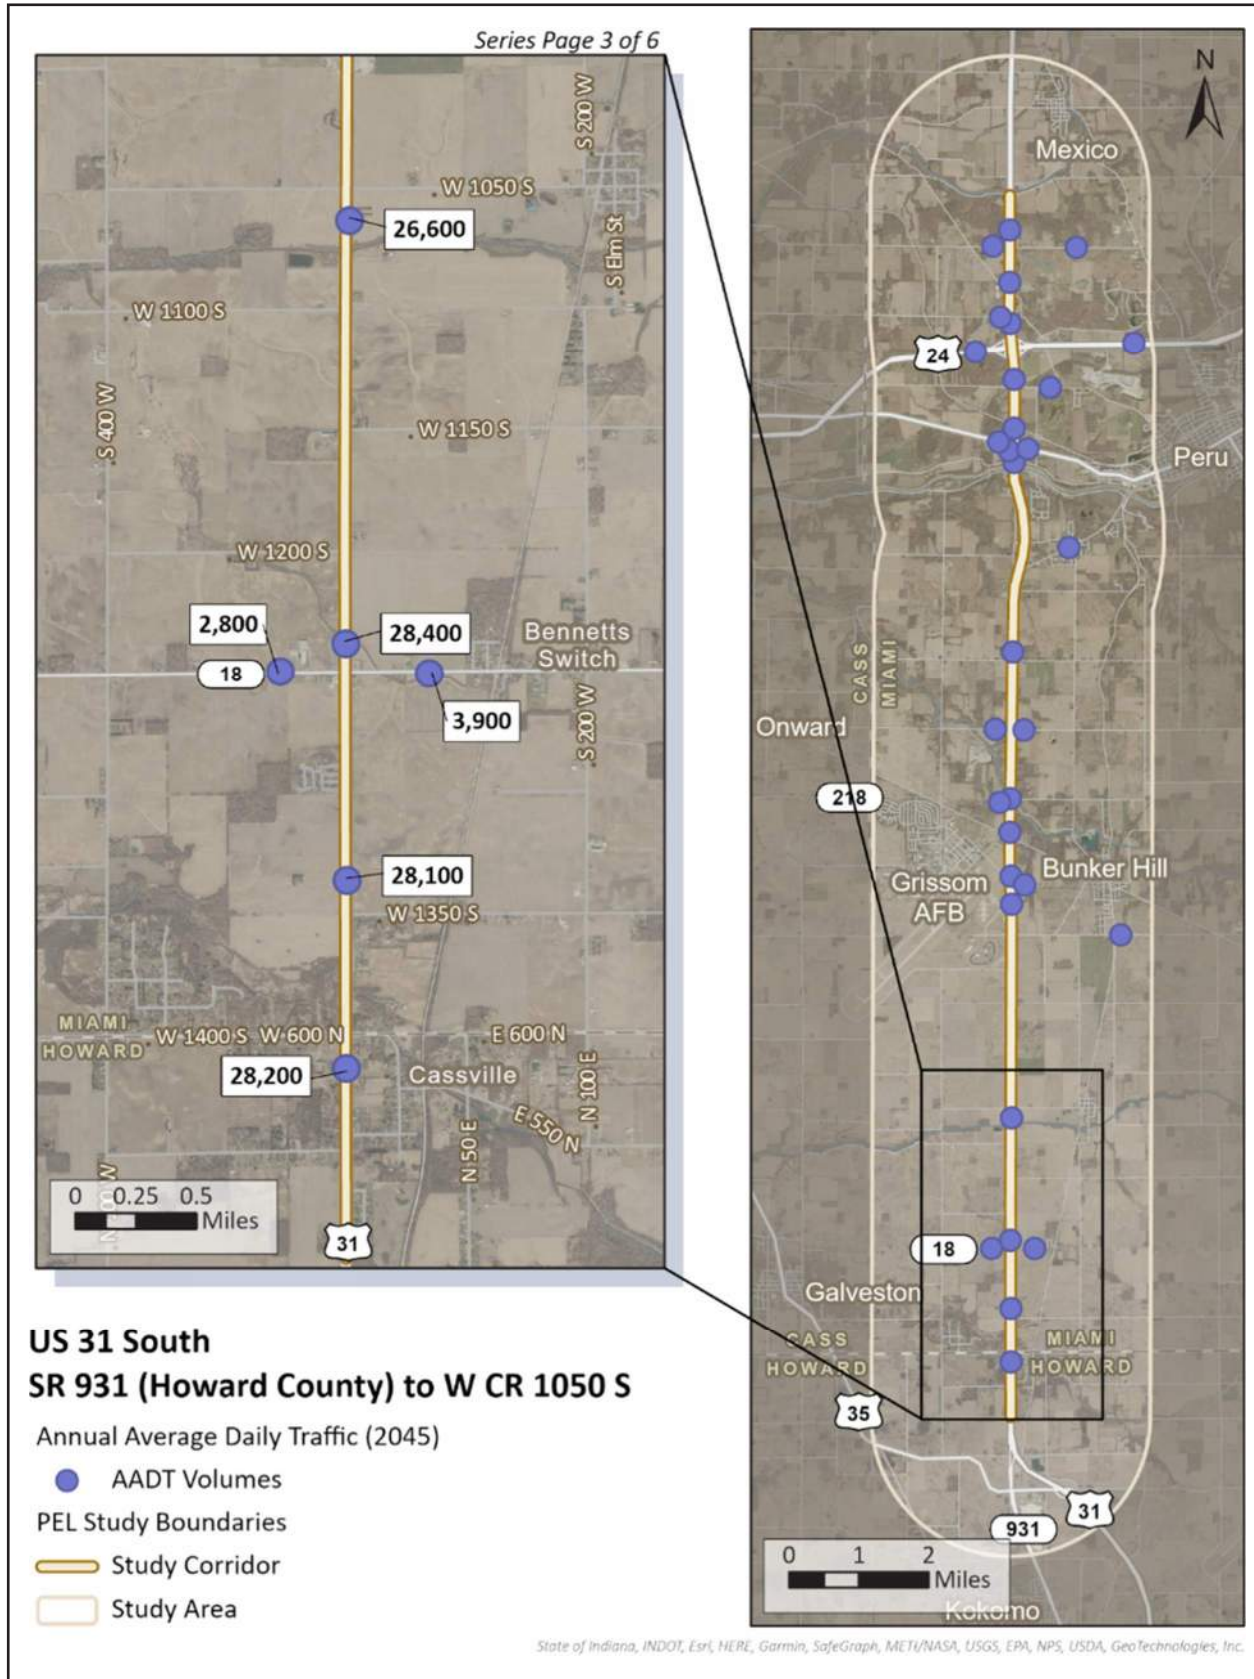 Series Page 3 of 6
S 200 W
W 1050 S
26,600
S Elm St
W 1100 S
S 400 W
W 1150 S
W 1200 S
2,800
28,400
Bennetts
Switch
18
3,900
S 200 W
28,100
W 1350 S
MIAMI
HOWARD
W 1400 S
W 600 N
E 600 N
28,200
Cassville
N 100 E
E 550 N
N 50 E
0 0.25 0.5
Miles
31
N
Mexico
24
Peru
CASS
MIAMI
Onward
218
Grissom
AFB
Bunker Hill
18
Galveston
CASS
HOWARD
MIAMI
HOWARD
35
31
931
0 1 2
Miles
Kokomo
US 31 South
SR 931 (Howard County) to W CR 1050 S
Annual Average Daily Traffic (2045)
AADT Volumes
PEL Study Boundaries
Study Corridor
Study Area
State of Indiana, INDOT, Esri, HERE, Garmin, SafeGraph, METI/NASA, USGS, EPA, NPS, USDA, GeoTechnologies, Inc.